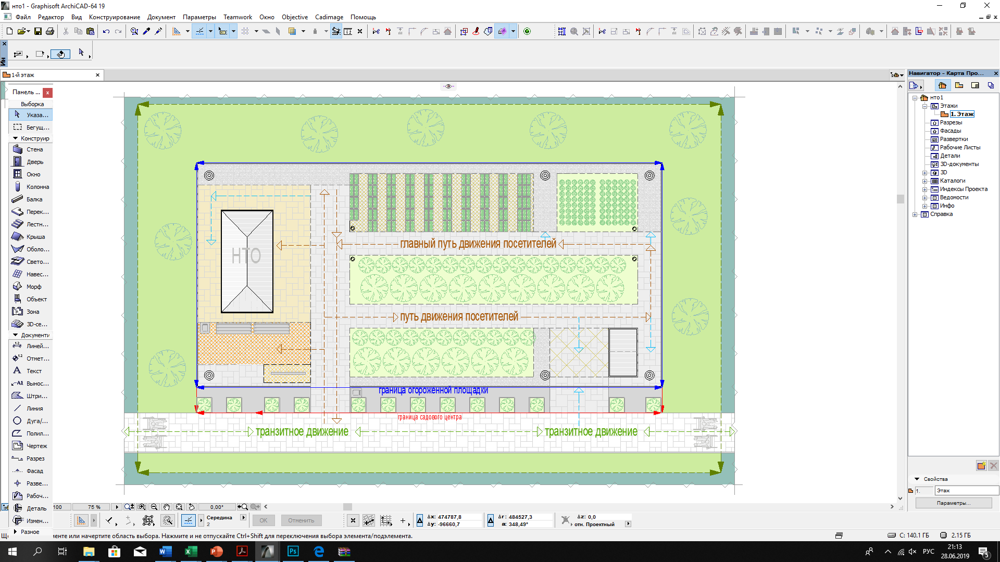 нто1 - Graphisoft ArchiCAD-64 19
Файл Редактор Вид Конструирование Документ Параметры Teamwork Окно Objective Cadimage Помощь
Ин
1-й этаж
Панель ...
Выборка
Указа...
Бегущ...
Конструир
Стена
Дверь
Окно
Колонна
Балка
Перек...
Лестн...
Крыша
Оболо...
Свето...
Навес...
Морф
Объект
Зона
3D-се...
Документи
Линей...
Отмет...
Текст
Вынос...
Штри...
Линия
Дуга/...
Полил...
Чертеж
Разрез
Фасад
Разве...
Рабоч...
Деталь
Измен...
Разное
НТО
главный путь движения посетителей
путь движения посетителей
граница огороженной площадки
граница садового центра
транзитное движение
транзитное движение
Навигатор - Карта Про...
нто1
Этажи
1. Этаж
Разрезы
Фасады
Развертки
Рабочие Листы
Детали
3D-документы
3D
Каталоги
Индексы Проекта
Ведомости
Инфо
Справка
Свойства
1. Этаж
Параметры...
100 75 % 0,00°
Середина
2
OK Отменить
Δx: 474787,8
Δy: -96660,7
Δr: 484527,3
a: 348,49°
Δz: 0,0
отн. Проектный
Ще
менте или начертите область выбора. Нажмите и не отпускайте Ctrl+Shift для переключения выбора элемента/подэлемента.
C: 140.1 ГБ 2.15 ГБ
РУС
21:13
28.06.2019
5